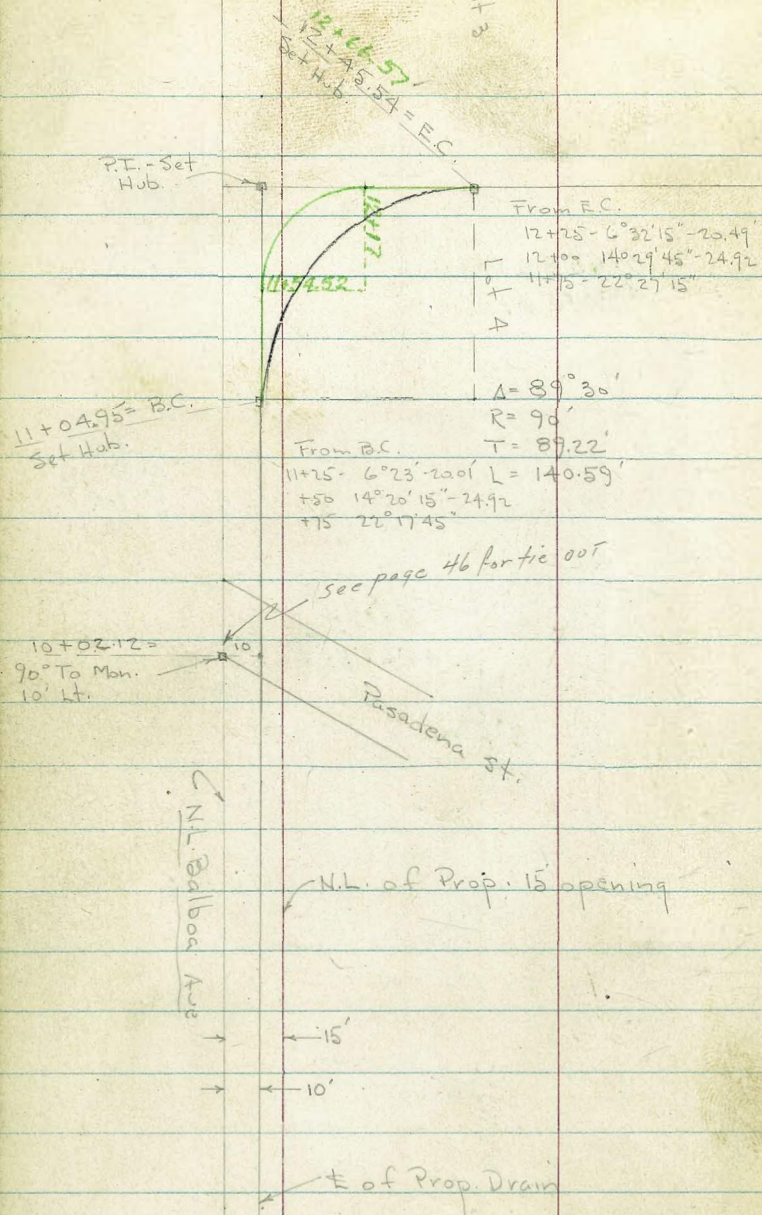 +3
12+66.57
12+45.54 = E.C.
Set Hub.
P.I.-Set
Hub.
From E.C.
12+25- 6°32'15"-20.49'
12+00 14°29'45"-24.92
11+75- 22°27'15"
12+17
11+54.52
Lot A
Δ= 89°30'
R= 90'
T= 89.22'
L= 140.59'
11+04.95= B.C.
Set Hub.
From B.C.
11+25- 6°23'-20.01'
+50 14°20'15"-24.92
+75 22°17'45"
see page 46 for tie out
10+02.12=
90° To Mon.
10' Lt.
10
Pasadena St.
N.L. Balboa Ave
N.L. of Prop. 15' opening
15'
10'
℄ of Prop. Drain